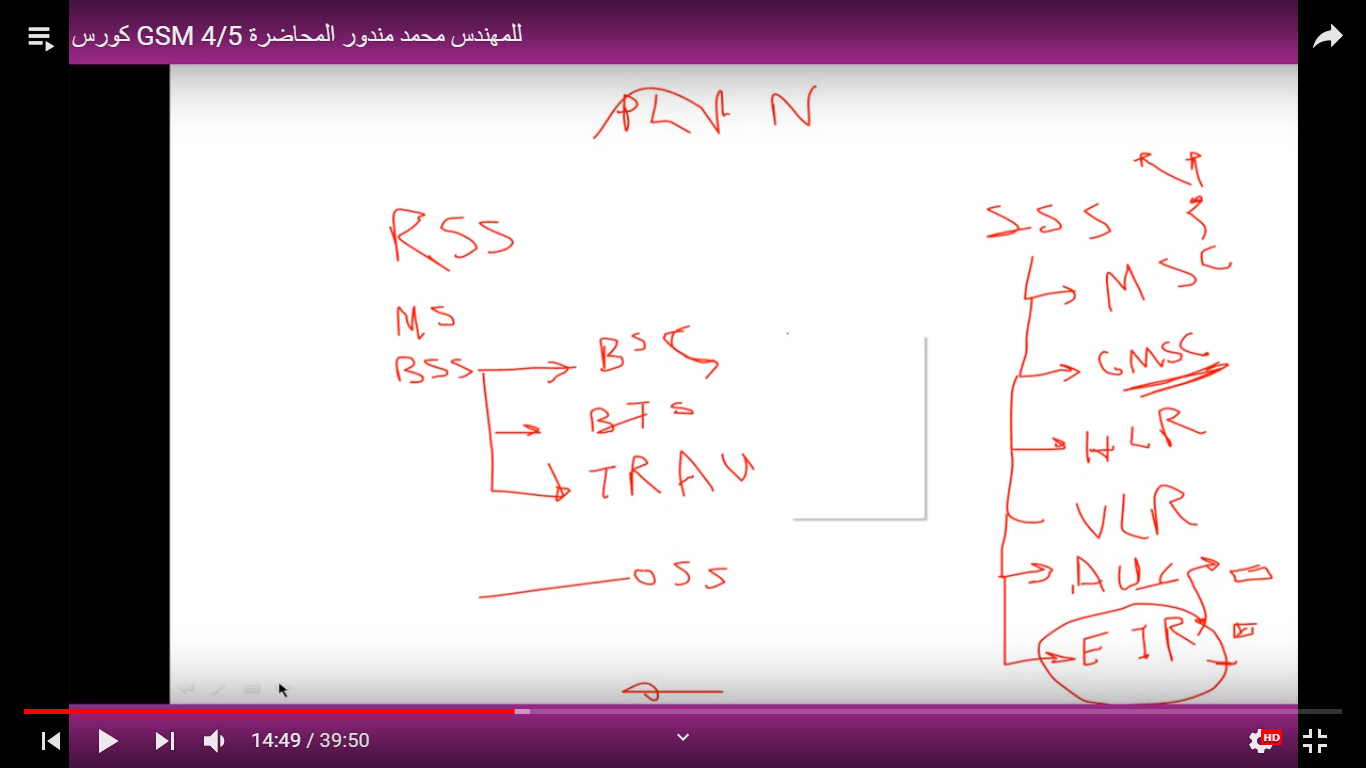 كورس GSM 4/5 للمهندس محمد مندور المحاضرة
PLMN
RSS
MS
BSS
BSC
BTS
TRAU
OSS
SSS
MSC
GMSC
HLR
VLR
AUC
EIR
14:49 / 39:50
HD